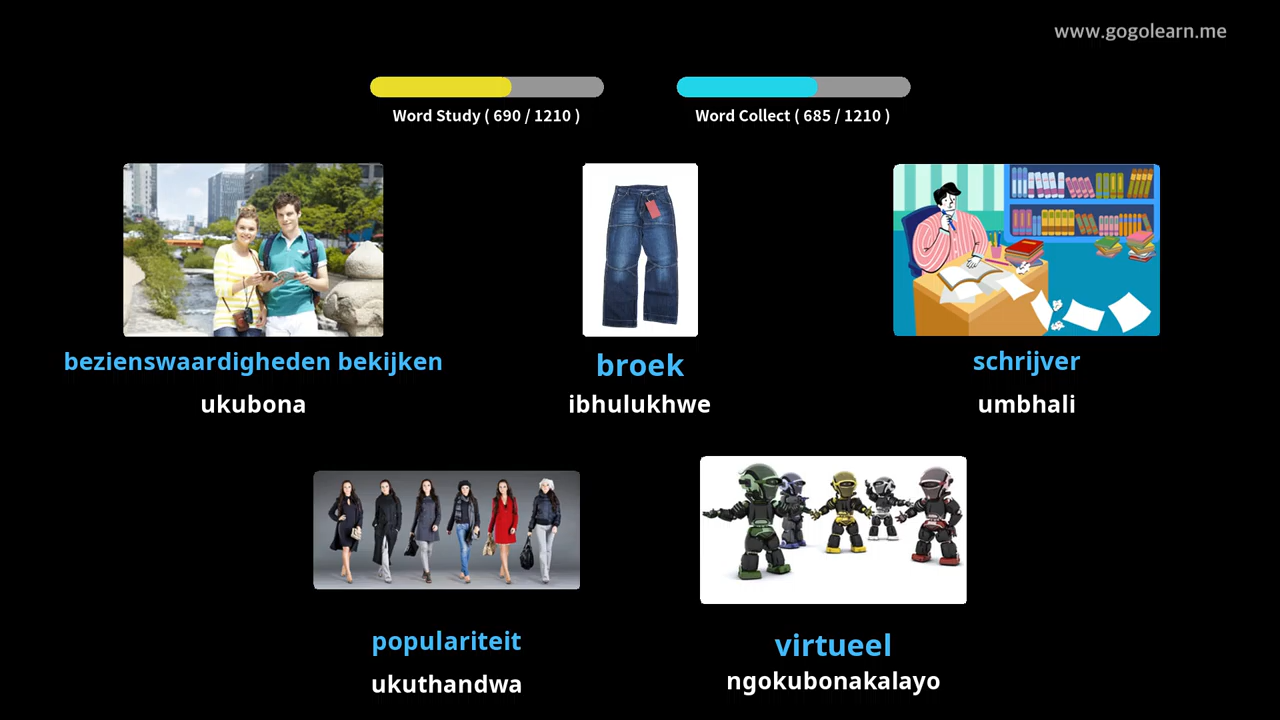 www.gogolearn.me
Word Study ( 690 / 1210 )
Word Collect ( 685 / 1210 )
bezienswaardigheden bekijken
ukubona
broek
ibhulukhwe
schrijver
umbhali
populariteit
ukuthandwa
virtueel
ngokubonakalayo